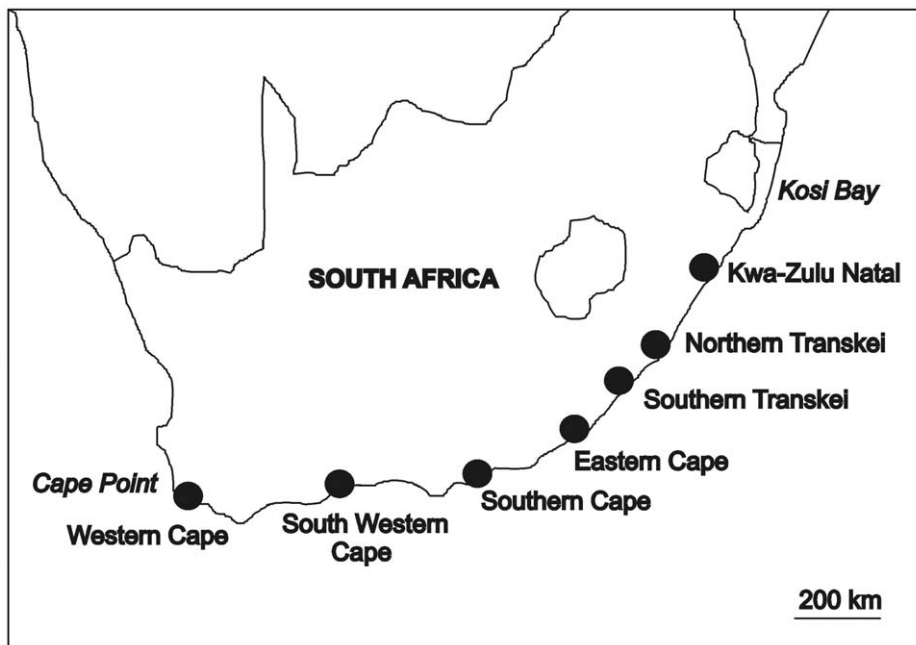 Kosi Bay
SOUTH AFRICA
Kwa-Zulu Natal
Northern Transkei
Southern Transkei
Eastern Cape
Cape Point
Southern Cape
South Western
Cape
Western Cape
200 km